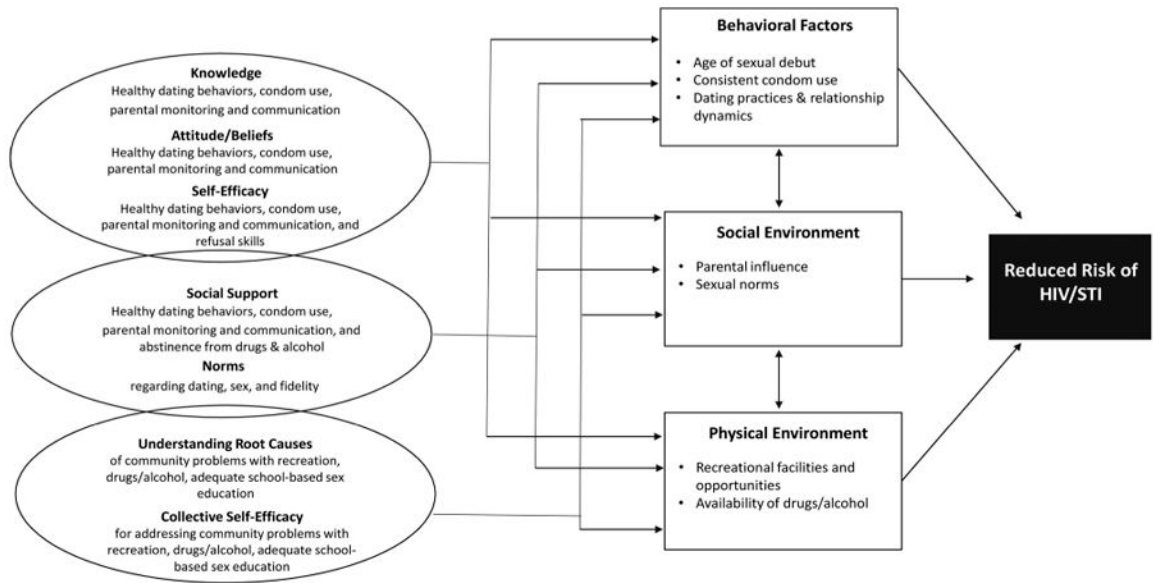 Knowledge
Healthy dating behaviors, condom use,
parental monitoring and communication
Attitude/Beliefs
Healthy dating behaviors, condom use,
parental monitoring and communication
Self-Efficacy
Healthy dating behaviors, condom use,
parental monitoring and communication, and
refusal skills
Social Support
Healthy dating behaviors, condom use,
parental monitoring and communication, and
abstinence from drugs & alcohol
Norms
regarding dating, sex, and fidelity
Understanding Root Causes
of community problems with recreation,
drugs/alcohol, adequate school-based sex
education
Collective Self-Efficacy
for addressing community problems with
recreation, drugs/alcohol, adequate school-
based sex education
Behavioral Factors
• Age of sexual debut
• Consistent condom use
• Dating practices & relationship
dynamics
Social Environment
• Parental influence
• Sexual norms
Physical Environment
• Recreational facilities and
opportunities
• Availability of drugs/alcohol
Reduced Risk of
HIV/STI